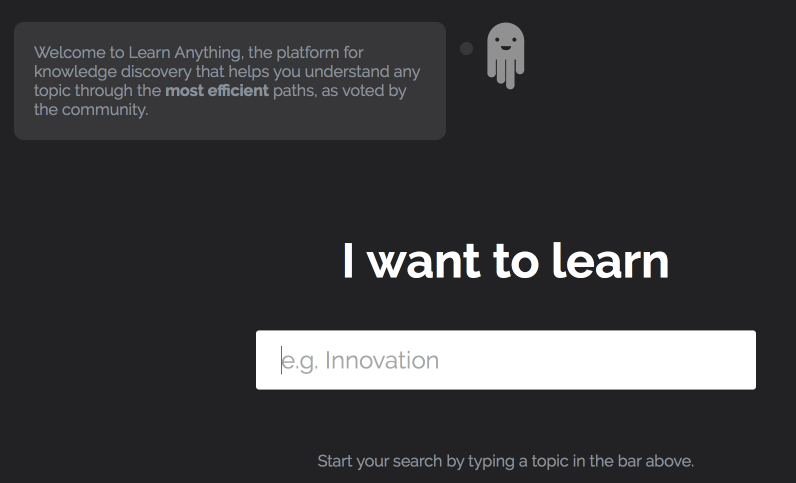 Welcome to Learn Anything, the platform for
knowledge discovery that helps you understand any
topic through the most efficient paths, as voted by
the community.
I want to learn
e.g. Innovation
Start your search by typing a topic in the bar above.